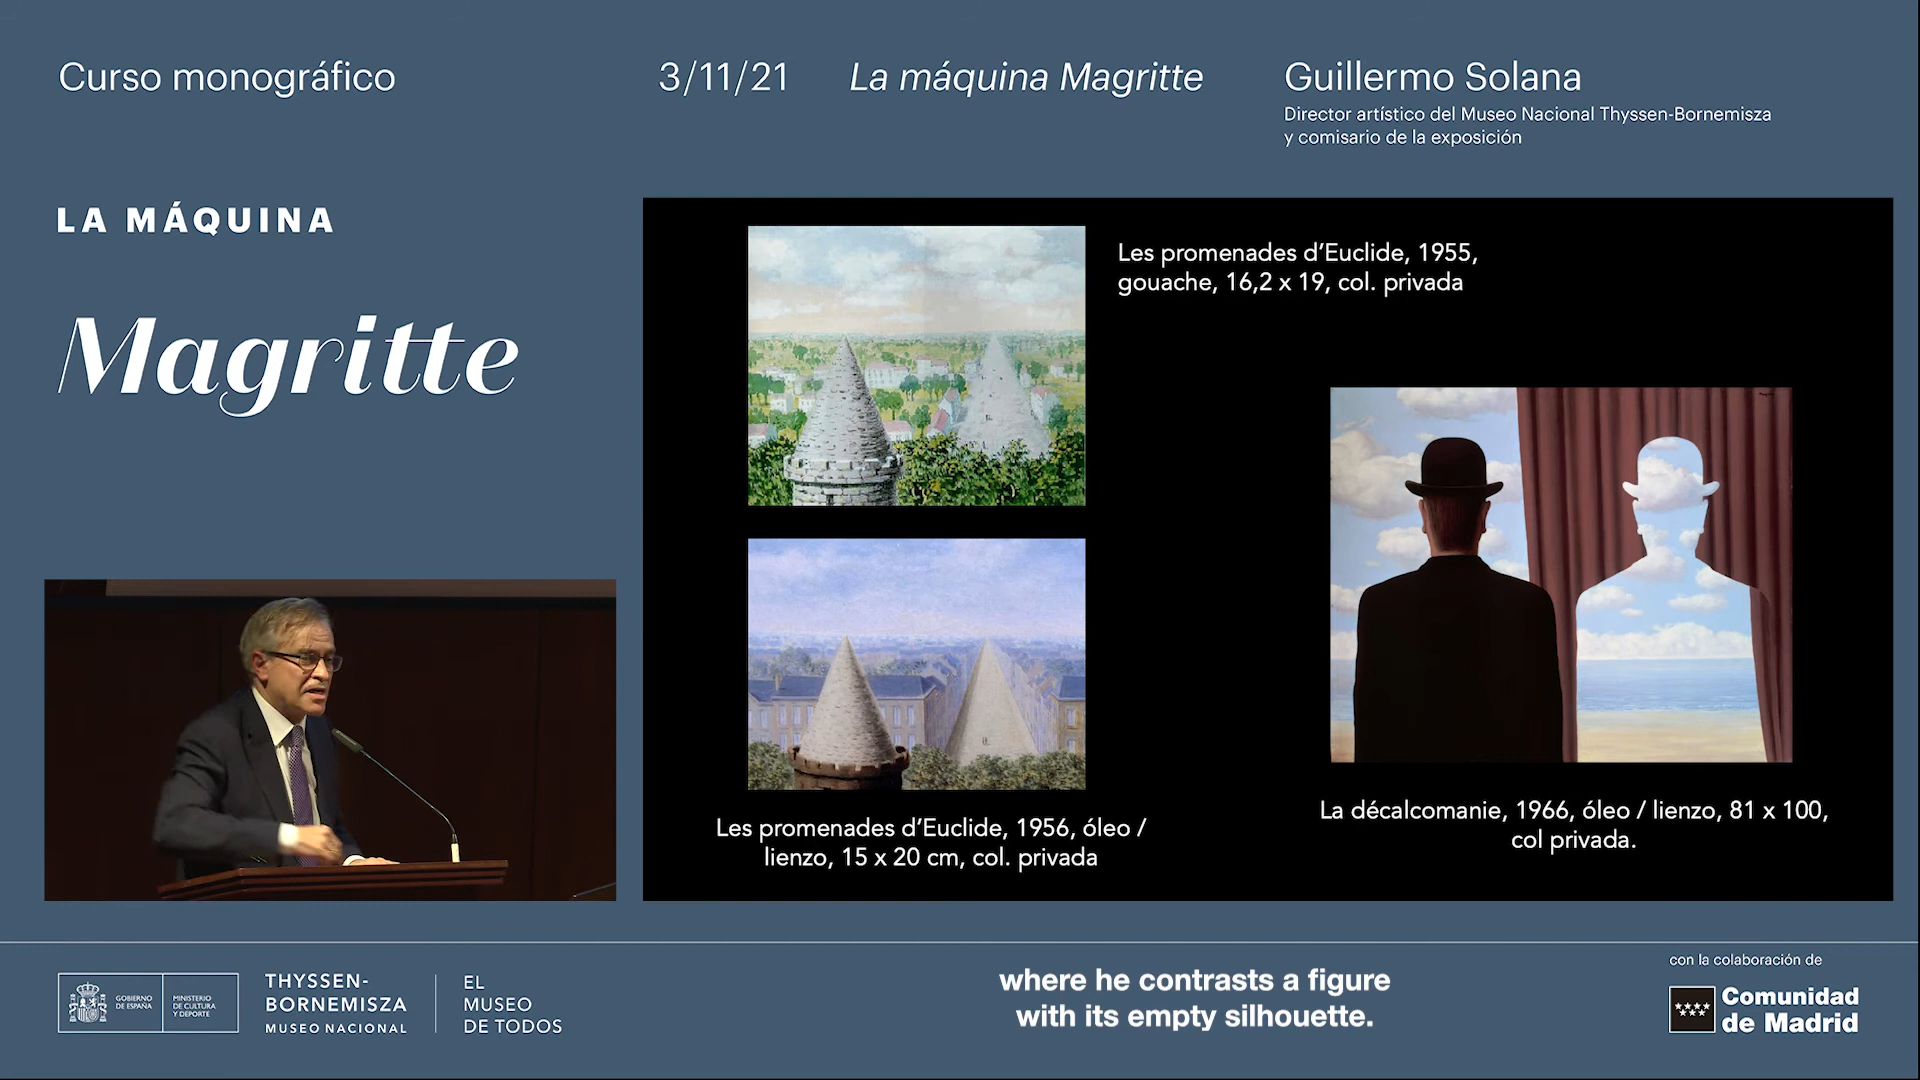 Curso monográfico
3/11/21
La máquina Magritte
Guillermo Solana
Director artístico del Museo Nacional Thyssen-Bornemisza
y comisario de la exposición
LA MÁQUINA
Magritte
Les promenades d’Euclide, 1955,
gouache, 16,2 x 19, col. privada
Les promenades d’Euclide, 1956, óleo /
lienzo, 15 x 20 cm, col. privada
La décalcomanie, 1966, óleo / lienzo, 81 x 100,
col privada.
GOBIERNO
DE ESPAÑA
MINISTERIO
DE CULTURA
Y DEPORTE
THYSSEN-
BORNEMISZA
MUSEO NACIONAL
EL
MUSEO
DE TODOS
where he contrasts a figure
with its empty silhouette.
con la colaboración de
Comunidad
de Madrid